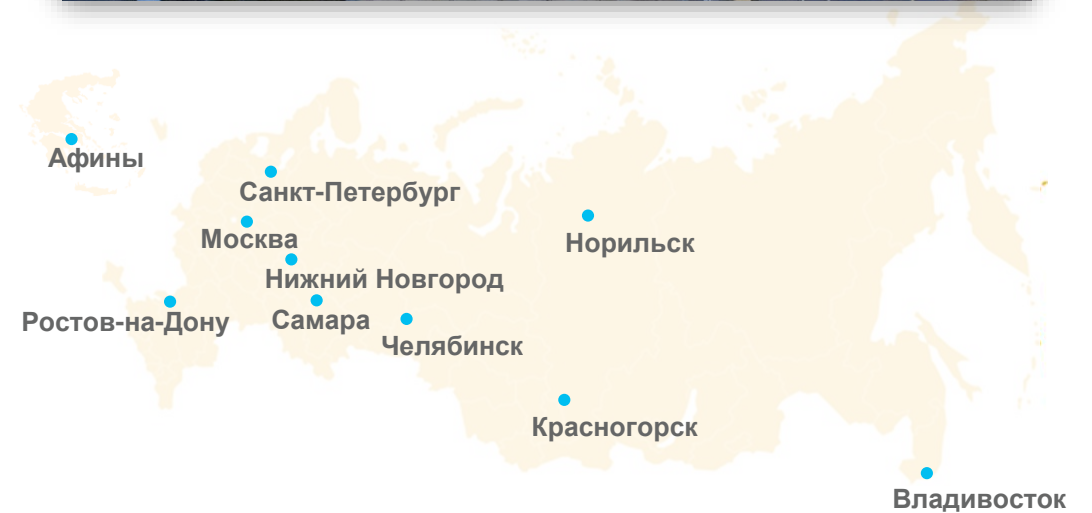 Афины
Санкт-Петербург
Москва
Норильск
Нижний Новгород
Ростов-на-Дону
Самара
Челябинск
Красногорск
Владивосток